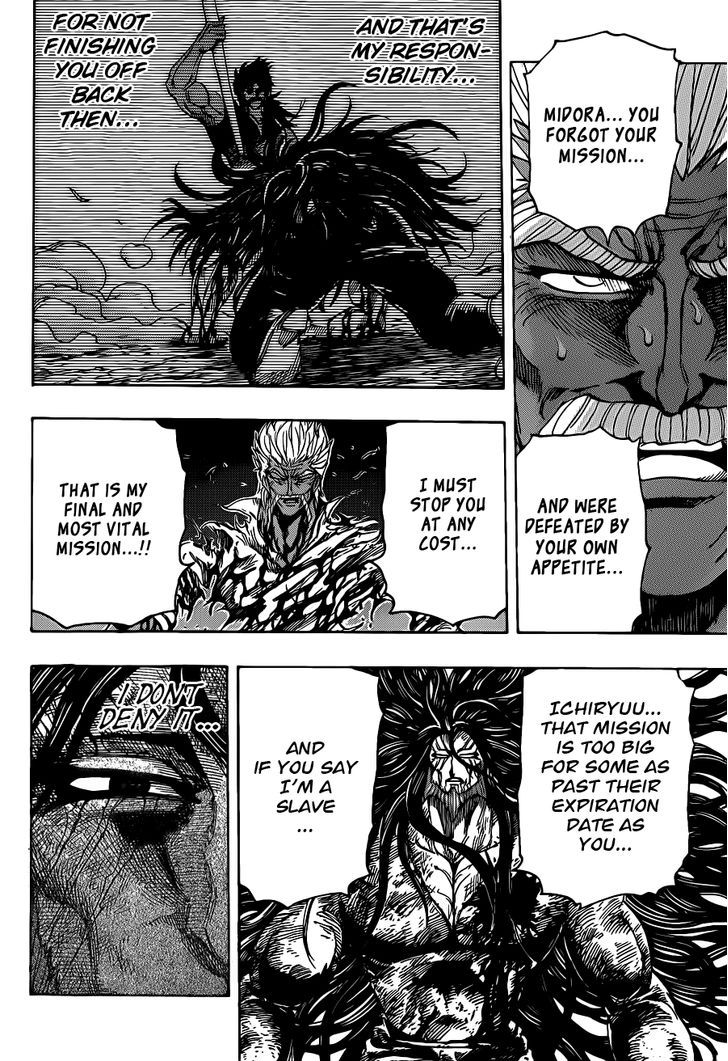 MIDORA... YOU
FORGOT YOUR
MISSION...
AND WERE
DEFEATED BY
YOUR OWN
APPETITE...
AND THAT'S
MY RESPON-
SIBILITY...
FOR NOT
FINISHING
YOU OFF
BACK
THEN...
I MUST
STOP YOU
AT ANY
COST...
THAT IS MY
FINAL AND
MOST VITAL
MISSION...!!
ICHIRYUU...
THAT MISSION
IS TOO BIG
FOR SOME AS
PAST THEIR
EXPIRATION
DATE AS
YOU...
AND
IF YOU SAY
I'M A
SLAVE
...
I DON'T
DENY IT...